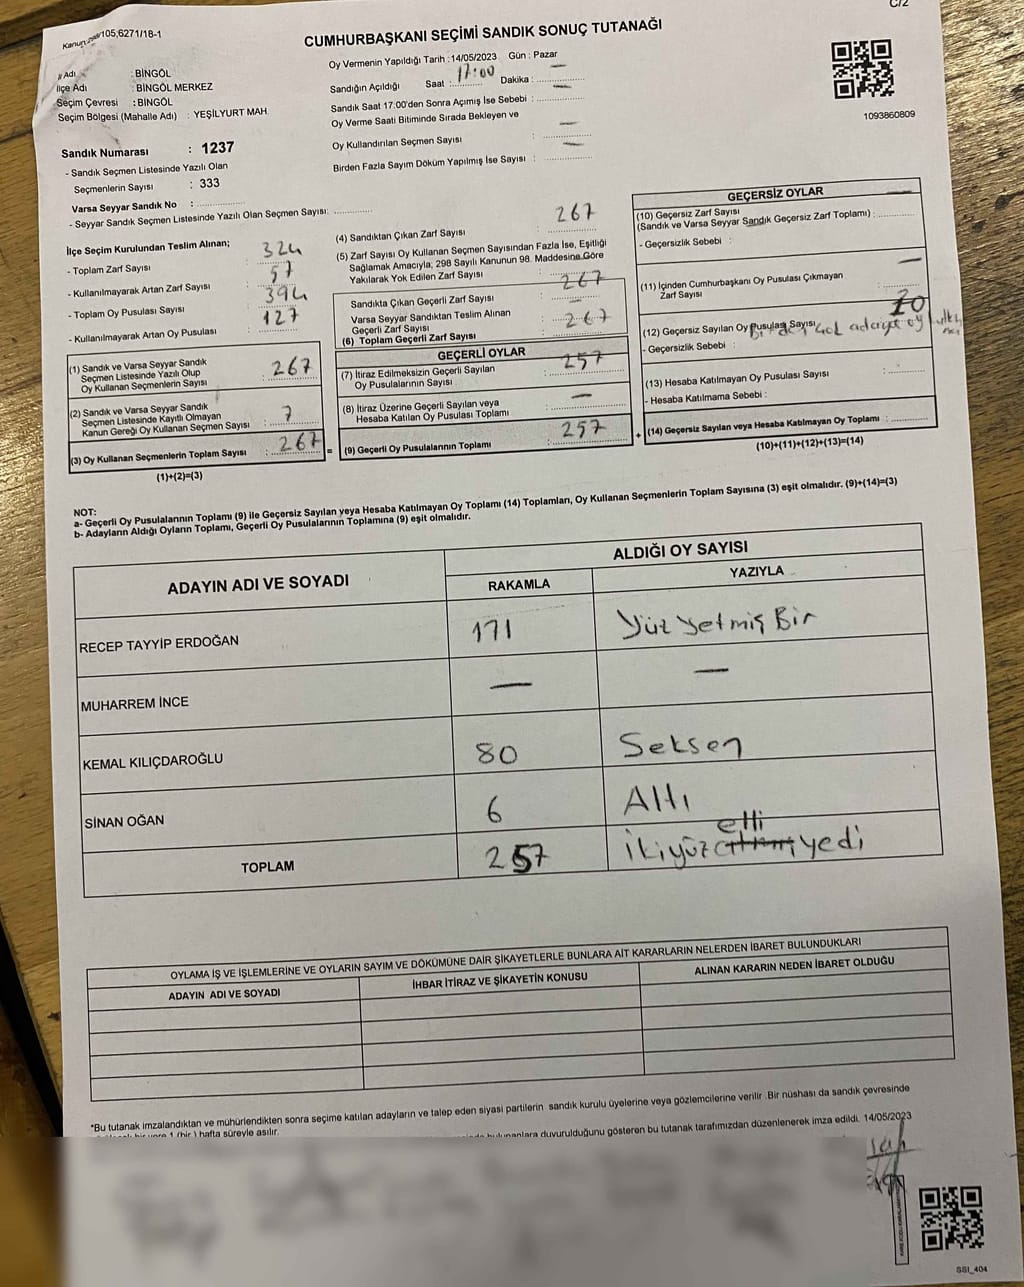 105;6271/18-1
C/2
CUMHURBAŞKANI SEÇİMİ SANDIK SONUÇ TUTANAĞI
Adı : BİNGÖL
İlçe Adı : BİNGÖL MERKEZ
Seçim Çevresi : BİNGÖL
Seçim Bölgesi (Mahalle Adı) : YEŞİLYURT MAH.
Oy Vermenin Yapıldığı Tarih :14/05/2023 Gün : Pazar
Sandığın Açıldığı Saat : 17:00 Dakika : —
Sandık Saat 17:00'den Sonra Açımış İse Sebebi : —
Oy Verme Saati Bitiminde Sırada Bekleyen ve
Oy Kullandırılan Seçmen Sayısı : —
Birden Fazla Sayım Döküm Yapılmış İse Sayısı : —
1093860809
Sandık Numarası : 1237
- Sandık Seçmen Listesinde Yazılı Olan
Seçmenlerin Sayısı : 333
Varsa Seyyar Sandık No :
- Seyyar Sandık Seçmen Listesinde Yazılı Olan Seçmen Sayısı:
İlçe Seçim Kurulundan Teslim Alınan;
- Toplam Zarf Sayısı : 324
- Kullanılmayarak Artan Zarf Sayısı : 57
- Toplam Oy Pusulası Sayısı : 394
- Kullanılmayarak Artan Oy Pusulası : 127
(1) Sandık ve Varsa Seyyar Sandık
Seçmen Listesinde Yazılı Olup
Oy Kullanan Seçmenlerin Sayısı : 267
(2) Sandık ve Varsa Seyyar Sandık
Seçmen Listesinde Kayıtlı Olmayan
Kanun Gereği Oy Kullanan Seçmen Sayısı : 7
(3) Oy Kullanan Seçmenlerin Toplam Sayısı : 267
(1)+(2)=(3)
(4) Sandıktan Çıkan Zarf Sayısı : 267
(5) Zarf Sayısı Oy Kullanan Seçmen Sayısından Fazla İse, Eşitliği
Sağlamak Amacıyla; 298 Sayılı Kanunun 98. Maddesine Göre
Yakılarak Yok Edilen Zarf Sayısı :
Sandıkta Çıkan Geçerli Zarf Sayısı : 267
Varsa Seyyar Sandıktan Teslim Alınan
Geçerli Zarf Sayısı : —
(6) Toplam Geçerli Zarf Sayısı : 267
GEÇERLİ OYLAR
(7) İtiraz Edilmeksizin Geçerli Sayılan
Oy Pusulalarının Sayısı : 257
(8) İtiraz Üzerine Geçerli Sayılan veya
Hesaba Katılan Oy Pusulası Toplamı : —
= (9) Geçerli Oy Pusulalarının Toplamı : 257
GEÇERSİZ OYLAR
(10) Geçersiz Zarf Sayısı
(Sandık ve Varsa Seyyar Sandık Geçersiz Zarf Toplamı) : —
- Geçersizlik Sebebi :
(11) İçinden Cumhurbaşkanı Oy Pusulası Çıkmayan
Zarf Sayısı : —
(12) Geçersiz Sayılan Oy Pusulası Sayısı 10
Birden çok adaya oy
- Geçersizlik Sebebi :
(13) Hesaba Katılmayan Oy Pusulası Sayısı :
- Hesaba Katılmama Sebebi :
+ (14) Geçersiz Sayılan veya Hesaba Katılmayan Oy Toplamı :
(10)+(11)+(12)+(13)=(14)
NOT:
a- Geçerli Oy Pusulalarının Toplamı (9) ile Geçersiz Sayılan veya Hesaba Katılmayan Oy Toplamı (14) Toplamları, Oy Kullanan Seçmenlerin Toplam Sayısına (3) eşit olmalıdır. (9)+(14)=(3)
b- Adayların Aldığı Oyların Toplamı, Geçerli Oy Pusulalarının Toplamına (9) eşit olmalıdır.
ADAYIN ADI VE SOYADI
ALDIĞI OY SAYISI
RAKAMLA YAZIYLA
RECEP TAYYİP ERDOĞAN 171 Yüz Yetmiş Bir
MUHARREM İNCE — —
KEMAL KILIÇDAROĞLU 80 Seksen
SİNAN OĞAN 6 Altı
TOPLAM 257 İkiyüz elli yedi
OYLAMA İŞ VE İŞLEMLERİNE VE OYLARIN SAYIM VE DÖKÜMÜNE DAİR ŞİKAYETLERLE BUNLARA AİT KARARLARIN NELERDEN İBARET BULUNDUKLARI
ADAYIN ADI VE SOYADI İHBAR İTİRAZ VE ŞİKAYETİN KONUSU ALINAN KARARIN NEDEN İBARET OLDUĞU
*Bu tutanak imzalandıktan ve mühürlendikten sonra seçime katılan adayların ve talep eden siyasi partilerin sandık kurulu üyelerine veya gözlemcilerine verilir .Bir nüshası da sandık çevresinde
1 (bir ) hafta süreyle asılır.
bulunanlara duyurulduğunu gösteren bu tutanak tarafımızdan düzenlenerek imza edildi. 14/05/2023
SSI_404